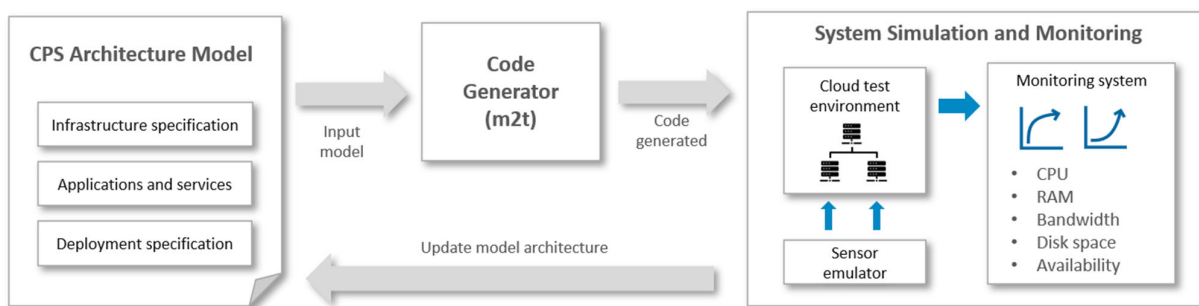 CPS Architecture Model
Infrastructure specification
Applications and services
Deployment specification
Input
model
Code
Generator
(m2t)
Code
generated
Update model architecture
System Simulation and Monitoring
Cloud test
environment
Sensor
emulator
Monitoring system
• CPU
• RAM
• Bandwidth
• Disk space
• Availability